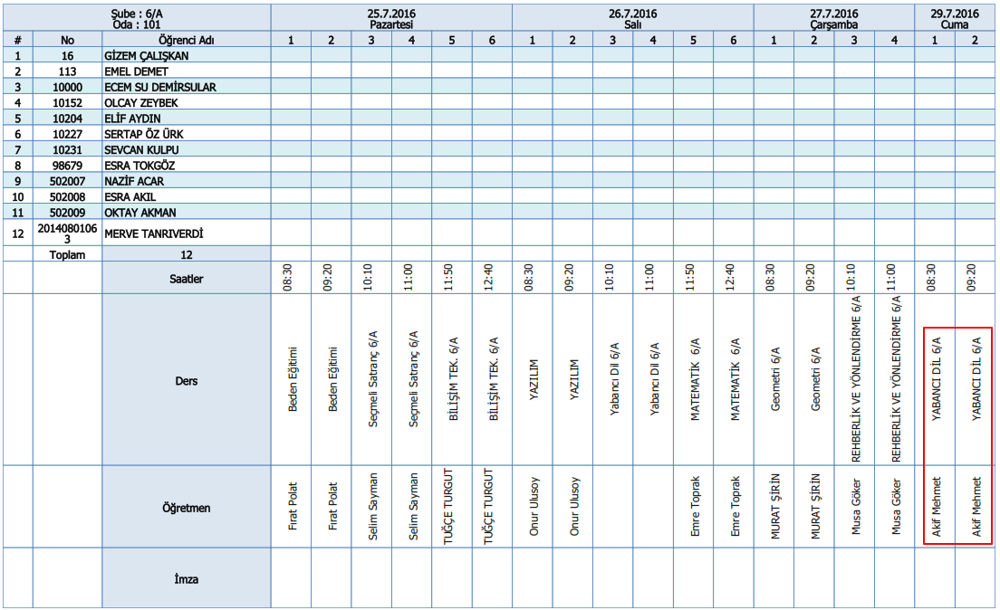 Şube : 6/A
Oda : 101
25.7.2016
Pazartesi
26.7.2016
Salı
27.7.2016
Çarşamba
29.7.2016
Cuma
# No Öğrenci Adı 1 2 3 4 5 6 1 2 3 4 5 6 1 2 3 4 1 2
1 16 GİZEM ÇALIŞKAN
2 113 EMEL DEMET
3 10000 ECEM SU DEMİRSULAR
4 10152 OLCAY ZEYBEK
5 10204 ELİF AYDIN
6 10227 SERTAP ÖZ ÜRK
7 10231 SEVCAN KULPU
8 98679 ESRA TOKGÖZ
9 502007 NAZİF ACAR
10 502008 ESRA AKIL
11 502009 OKTAY AKMAN
12 2014080106
3 MERVE TANRIVERDİ
Toplam 12
Saatler 08:30 09:20 10:10 11:00 11:50 12:40 08:30 09:20 10:10 11:00 11:50 12:40 08:30 09:20 10:10 11:00 08:30 09:20
Ders Beden Eğitimi Beden Eğitimi Seçmeli Satranç 6/A Seçmeli Satranç 6/A BİLİŞİM TEK. 6/A BİLİŞİM TEK. 6/A YAZILIM YAZILIM Yabancı Dil 6/A Yabancı Dil 6/A MATEMATİK 6/A MATEMATİK 6/A Geometri 6/A Geometri 6/A REHBERLİK VE YÖNLENDİRME 6/A REHBERLİK VE YÖNLENDİRME 6/A YABANCI DİL 6/A YABANCI DİL 6/A
Öğretmen Fırat Polat Fırat Polat Selim Sayman Selim Sayman TUĞÇE TURGUT TUĞÇE TURGUT Onur Ulusoy Onur Ulusoy Emre Toprak Emre Toprak MURAT ŞİRİN MURAT ŞİRİN Musa Göker Musa Göker Akif Mehmet Akif Mehmet
İmza